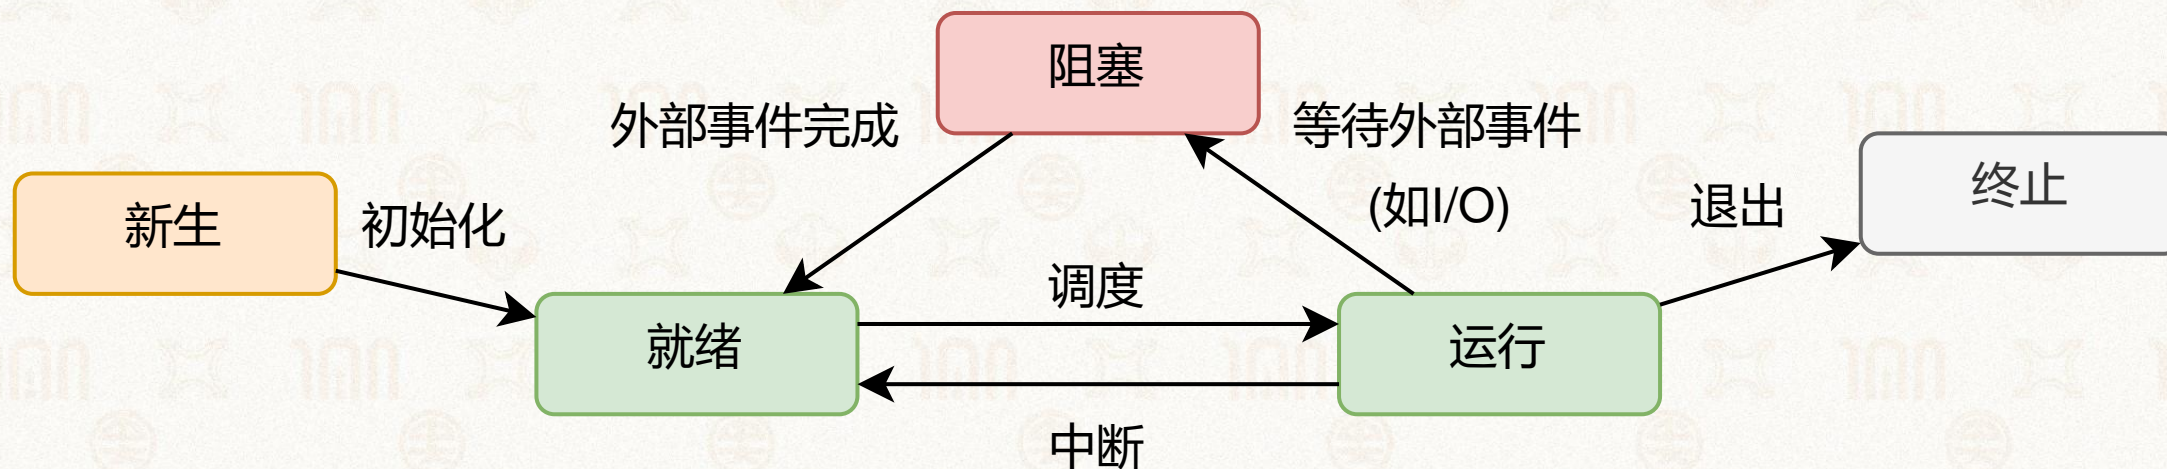 阻塞
外部事件完成
等待外部事件
(如I/O)
新生
初始化
退出
终止
调度
就绪
运行
中断